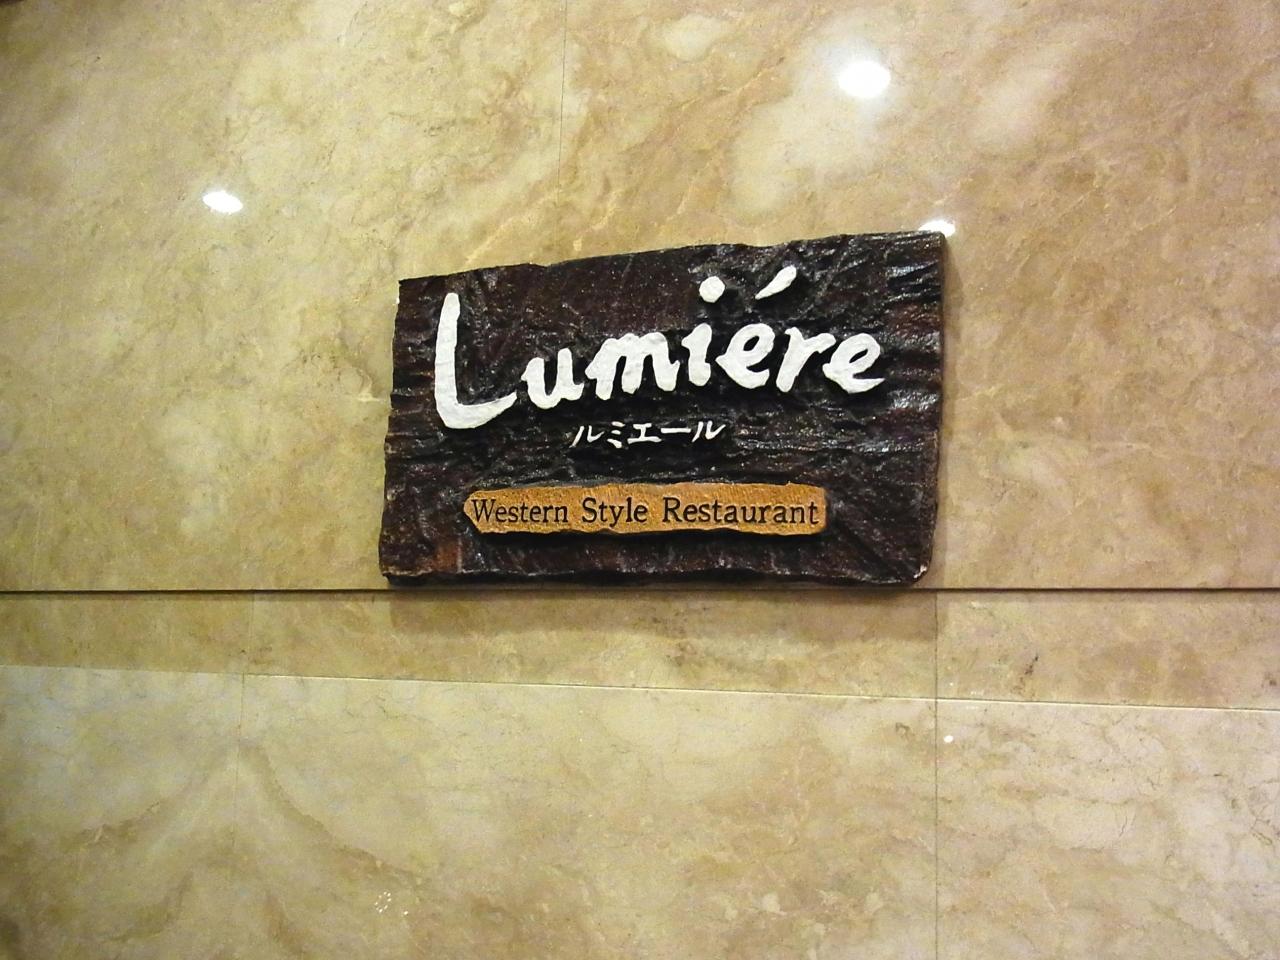 Lumiére
ルミエール
Western Style Restaurant